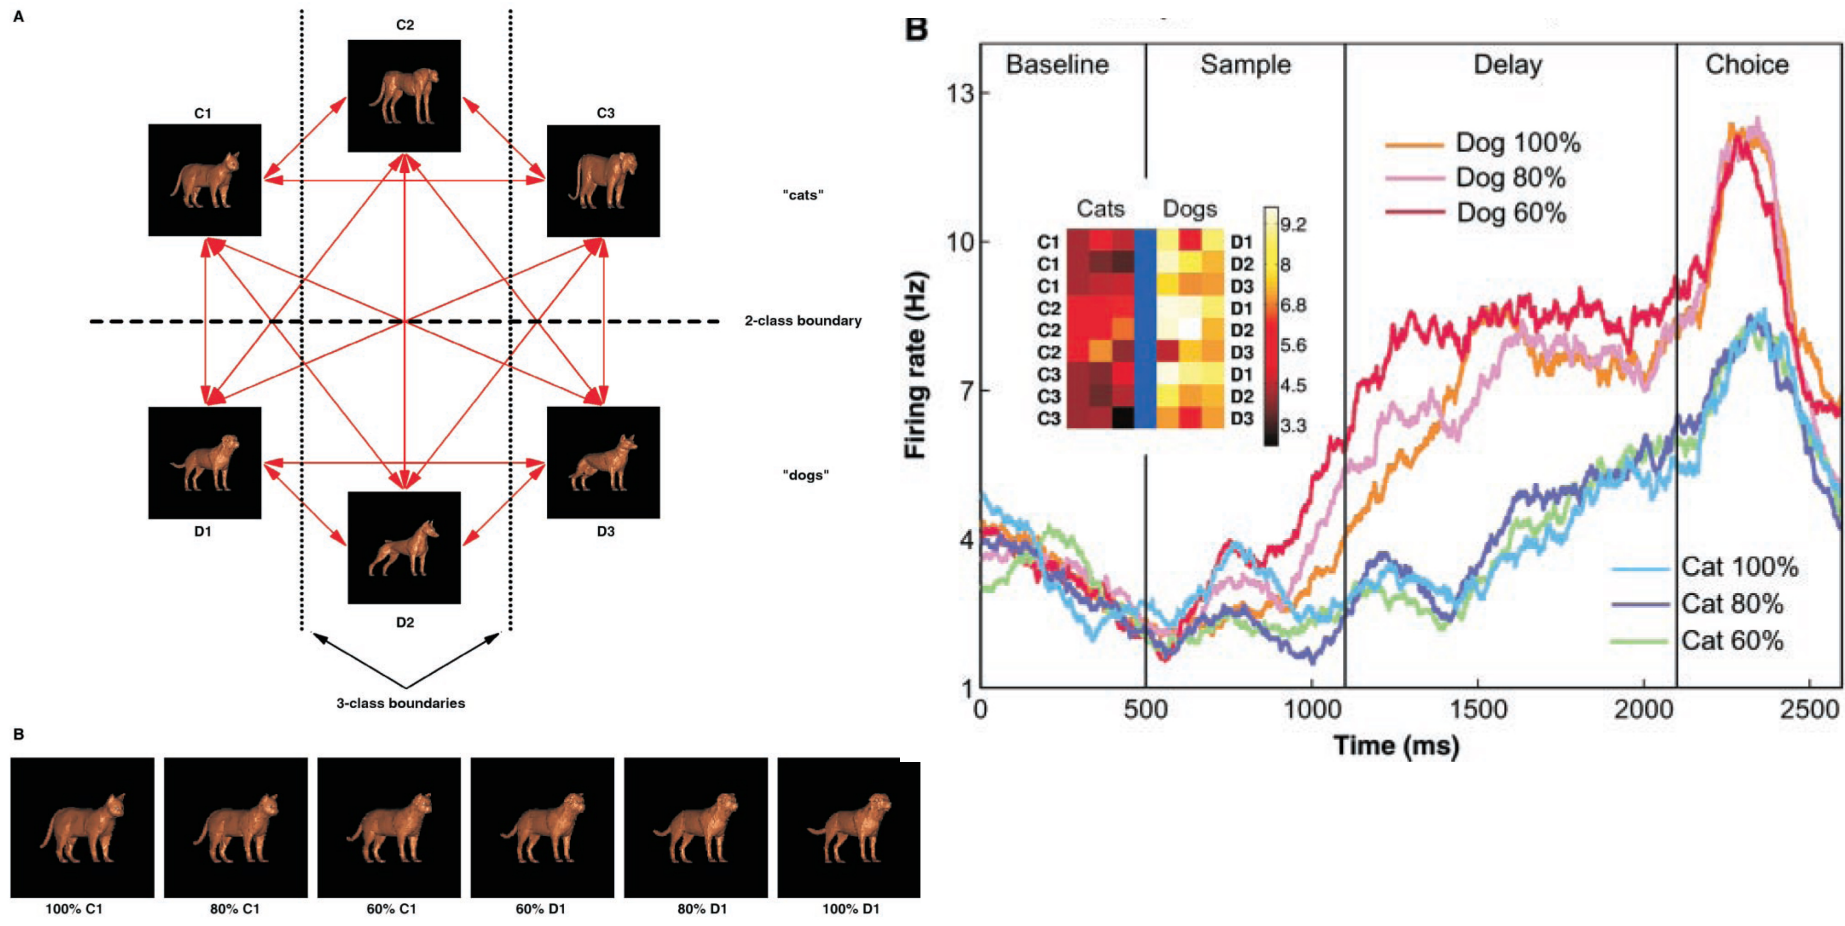 A
C2
C1
C3
"cats"
2-class boundary
"dogs"
D1
D3
D2
3-class boundaries
B
100% C1
80% C1
60% C1
60% D1
80% D1
100% D1
B
Baseline
Sample
Delay
Choice
13
10
7
4
1
Firing rate (Hz)
Dog 100%
Dog 80%
Dog 60%
Cats
Dogs
C1
C1
C1
C2
C2
C2
C3
C3
C3
D1
D2
D3
D1
D2
D3
D1
D2
D3
9.2
8
6.8
5.6
4.5
3.3
Cat 100%
Cat 80%
Cat 60%
0
500
1000
1500
2000
2500
Time (ms)